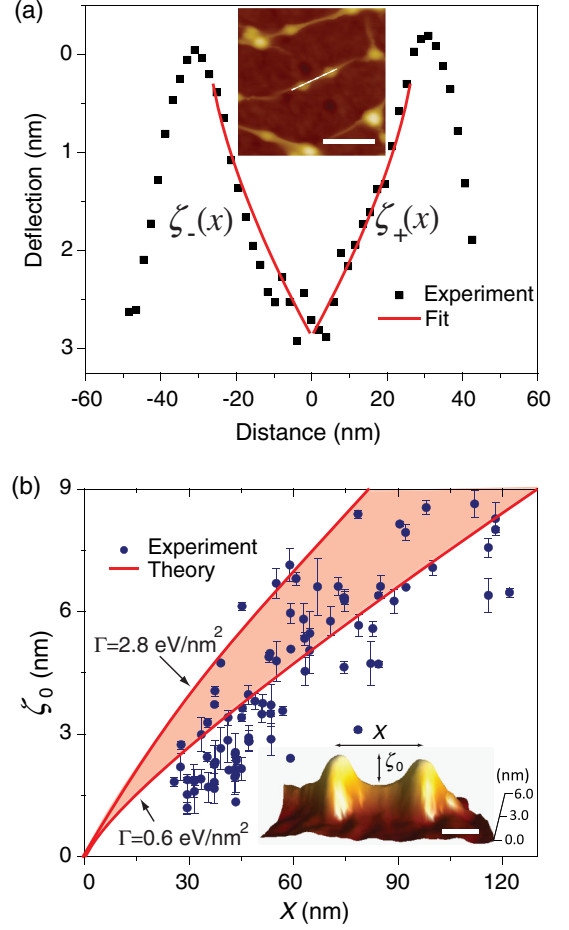 (a)
0
1
2
3
Deflection (nm)
ζ-(x)
ζ+(x)
Experiment
Fit
-60 -40 -20 0 20 40 60
Distance (nm)
(b)
9
6
3
0
ζ0 (nm)
Experiment
Theory
Γ=2.8 eV/nm2
Γ=0.6 eV/nm2
X
ζ0
(nm)
6.0
3.0
0.0
0 30 60 90 120
X (nm)